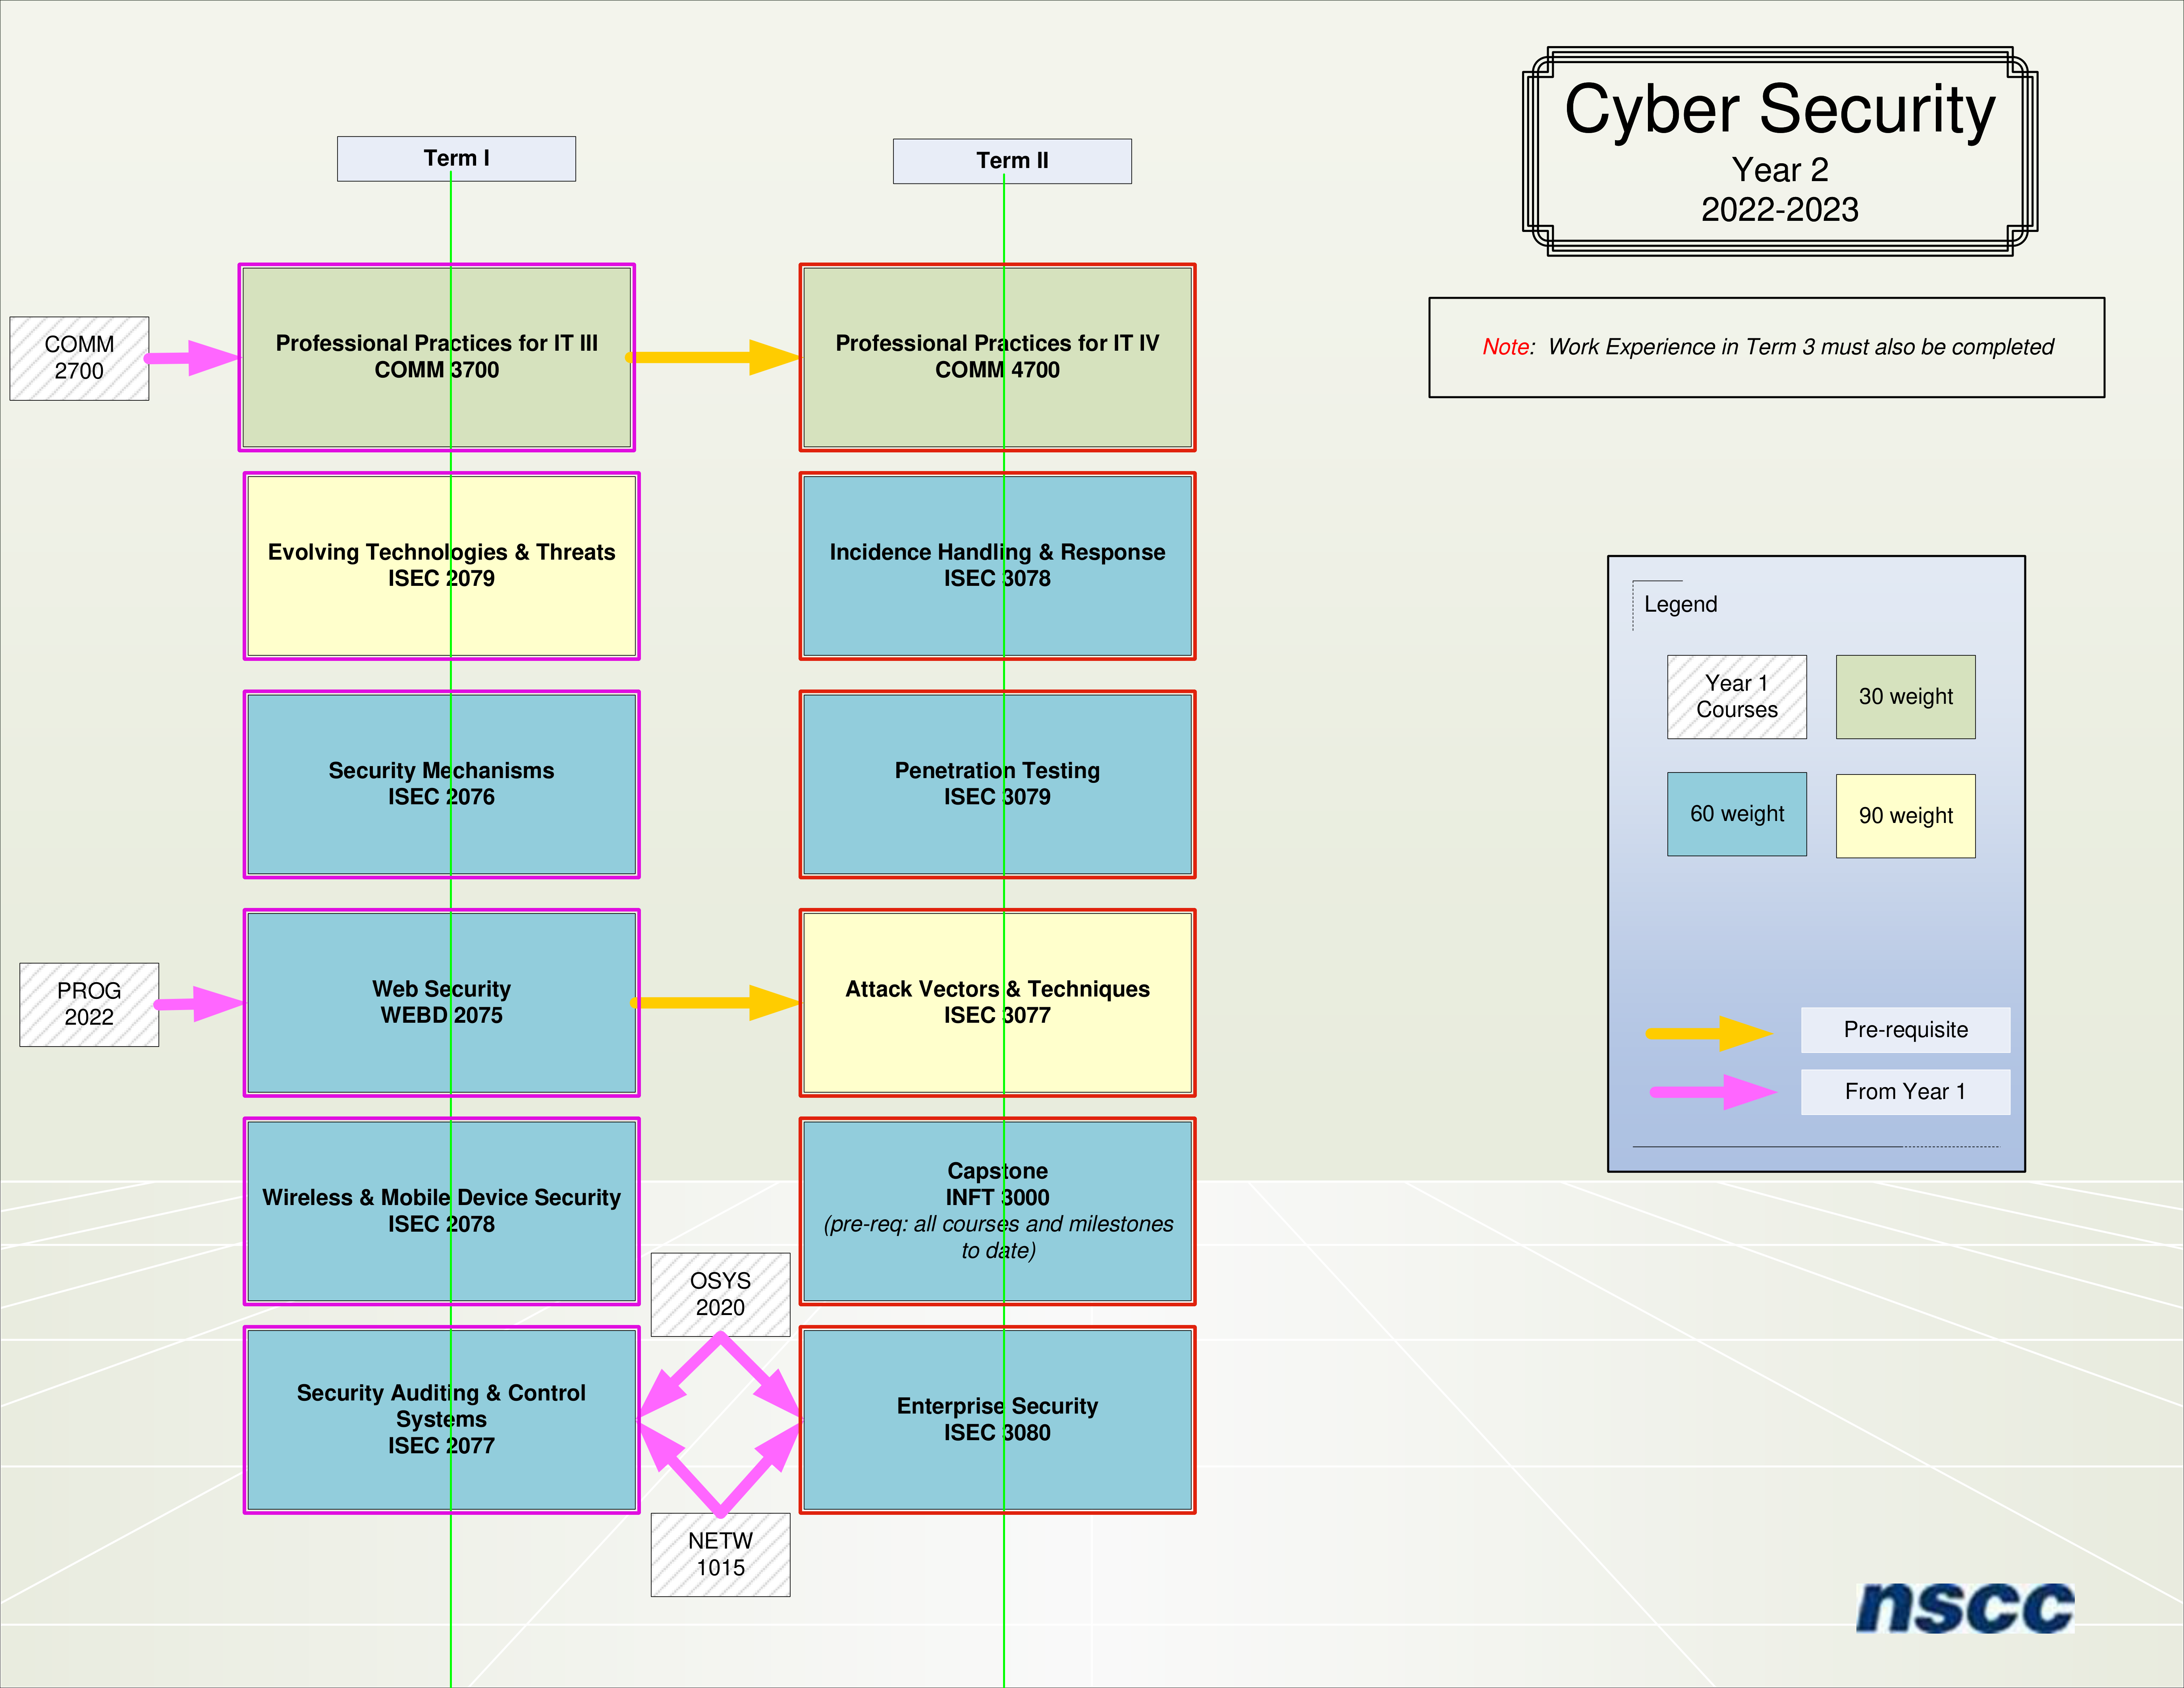 Cyber Security
Year 2
2022-2023
Term I
Term II
Note:  Work Experience in Term 3 must also be completed
COMM
2700
Professional Practices for IT III
COMM 3700
Professional Practices for IT IV
COMM 4700
Evolving Technologies & Threats
ISEC 2079
Incidence Handling & Response
ISEC 3078
Security Mechanisms
ISEC 2076
Penetration Testing
ISEC 3079
PROG
2022
Web Security
WEBD 2075
Attack Vectors & Techniques
ISEC 3077
Wireless & Mobile Device Security
ISEC 2078
Capstone
INFT 3000
(pre-req: all courses and milestones
to date)
OSYS
2020
Security Auditing & Control
Systems
ISEC 2077
Enterprise Security
ISEC 3080
NETW
1015
Legend
Year 1
Courses
30 weight
60 weight
90 weight
Pre-requisite
From Year 1
nscc